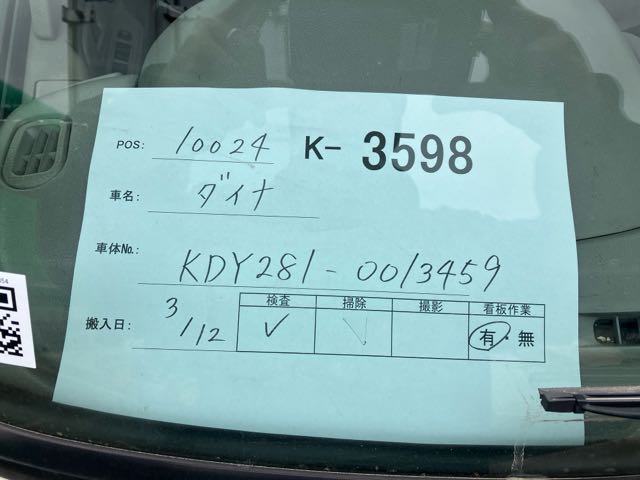 POS: 10024 K- 3598
車名: ダイナ
車体No.: KDY281-0013459
搬入日: 3/12
検査 掃除 撮影 看板作業
✓ ✓ 有・無